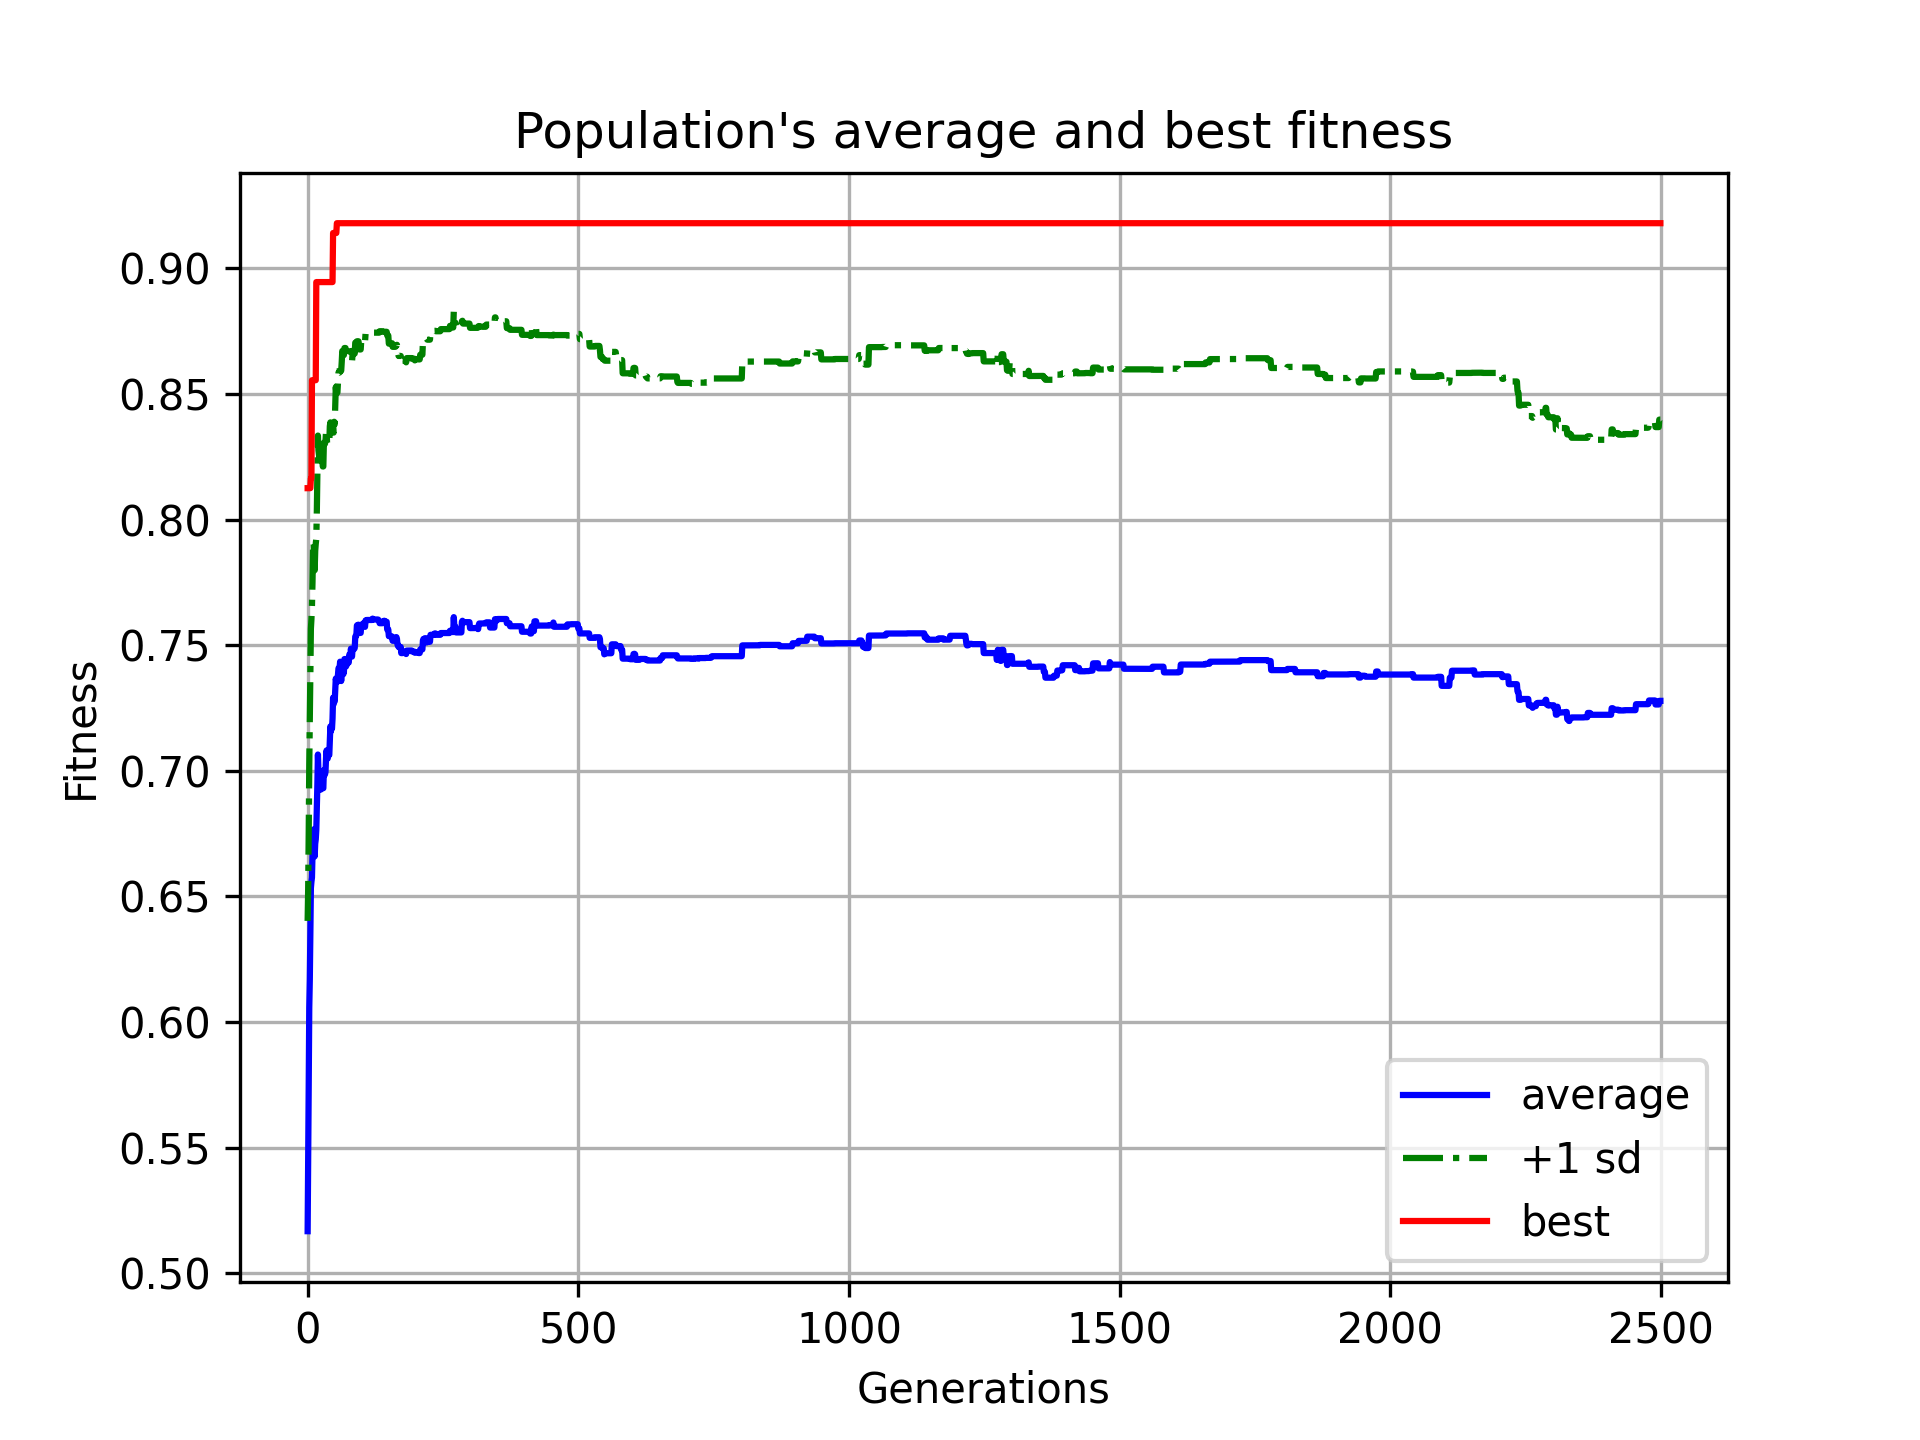 Population's average and best fitness
Fitness
0.90
0.85
0.80
0.75
0.70
0.65
0.60
0.55
0.50
0 500 1000 1500 2000 2500
Generations
average
+1 sd
best